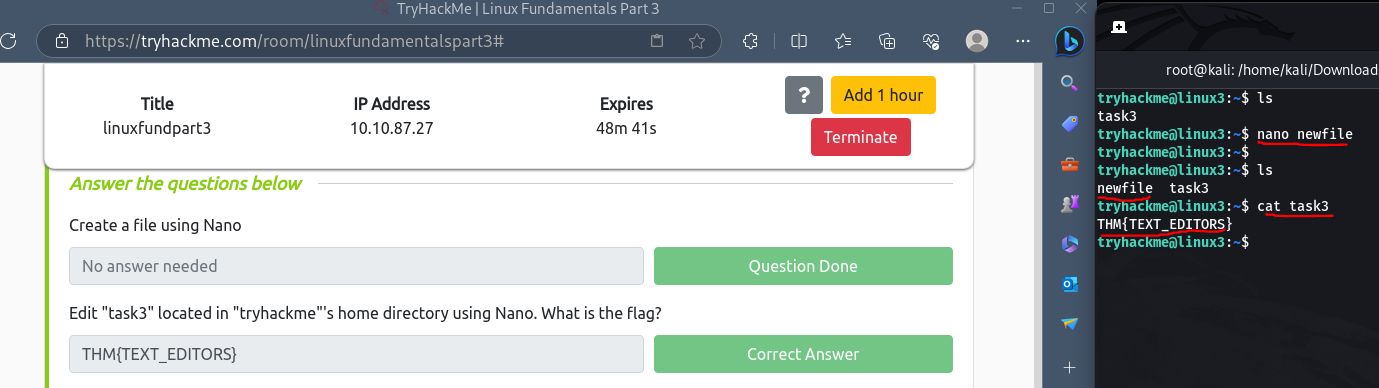 TryHackMe | Linux Fundamentals Part 3
https://tryhackme.com/room/linuxfundamentalspart3#
Title
IP Address
Expires
linuxfundpart3
10.10.87.27
48m 41s
?
Add 1 hour
Terminate
Answer the questions below
Create a file using Nano
No answer needed
Question Done
Edit "task3" located in "tryhackme"'s home directory using Nano. What is the flag?
THM{TEXT_EDITORS}
Correct Answer
root@kali: /home/kali/Download
tryhackme@linux3:~$ ls
task3
tryhackme@linux3:~$ nano newfile
tryhackme@linux3:~$
tryhackme@linux3:~$ ls
newfile  task3
tryhackme@linux3:~$ cat task3
THM{TEXT_EDITORS}
tryhackme@linux3:~$